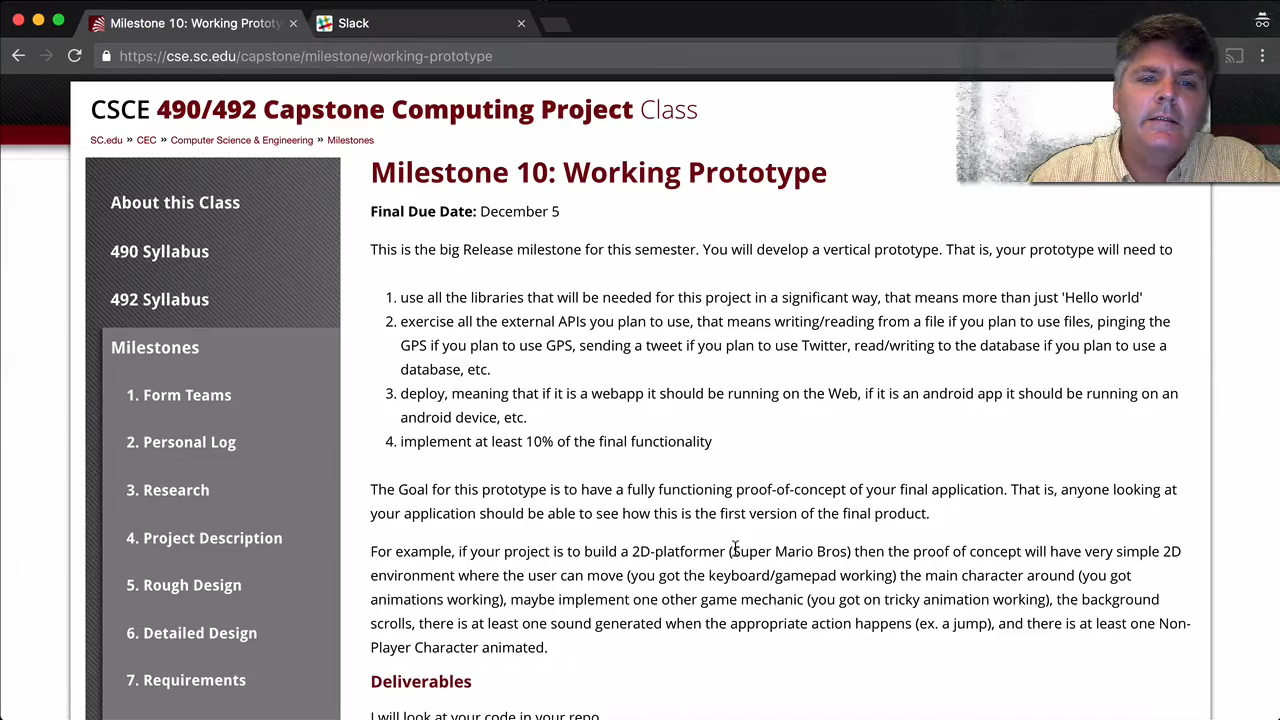 Milestone 10: Working Prototy
Slack
https://cse.sc.edu/capstone/milestone/working-prototype
CSCE 490/492 Capstone Computing Project Class
SC.edu » CEC » Computer Science & Engineering » Milestones
About this Class
490 Syllabus
492 Syllabus
Milestones
1. Form Teams
2. Personal Log
3. Research
4. Project Description
5. Rough Design
6. Detailed Design
7. Requirements
Milestone 10: Working Prototype
Final Due Date: December 5
This is the big Release milestone for this semester. You will develop a vertical prototype. That is, your prototype will need to
1. use all the libraries that will be needed for this project in a significant way, that means more than just 'Hello world'
2. exercise all the external APIs you plan to use, that means writing/reading from a file if you plan to use files, pinging the
GPS if you plan to use GPS, sending a tweet if you plan to use Twitter, read/writing to the database if you plan to use a
database, etc.
3. deploy, meaning that if it is a webapp it should be running on the Web, if it is an android app it should be running on an
android device, etc.
4. implement at least 10% of the final functionality
The Goal for this prototype is to have a fully functioning proof-of-concept of your final application. That is, anyone looking at
your application should be able to see how this is the first version of the final product.
For example, if your project is to build a 2D-platformer (Super Mario Bros) then the proof of concept will have very simple 2D
environment where the user can move (you got the keyboard/gamepad working) the main character around (you got
animations working), maybe implement one other game mechanic (you got on tricky animation working), the background
scrolls, there is at least one sound generated when the appropriate action happens (ex. a jump), and there is at least one Non-
Player Character animated.
Deliverables
I will look at your code in your repo